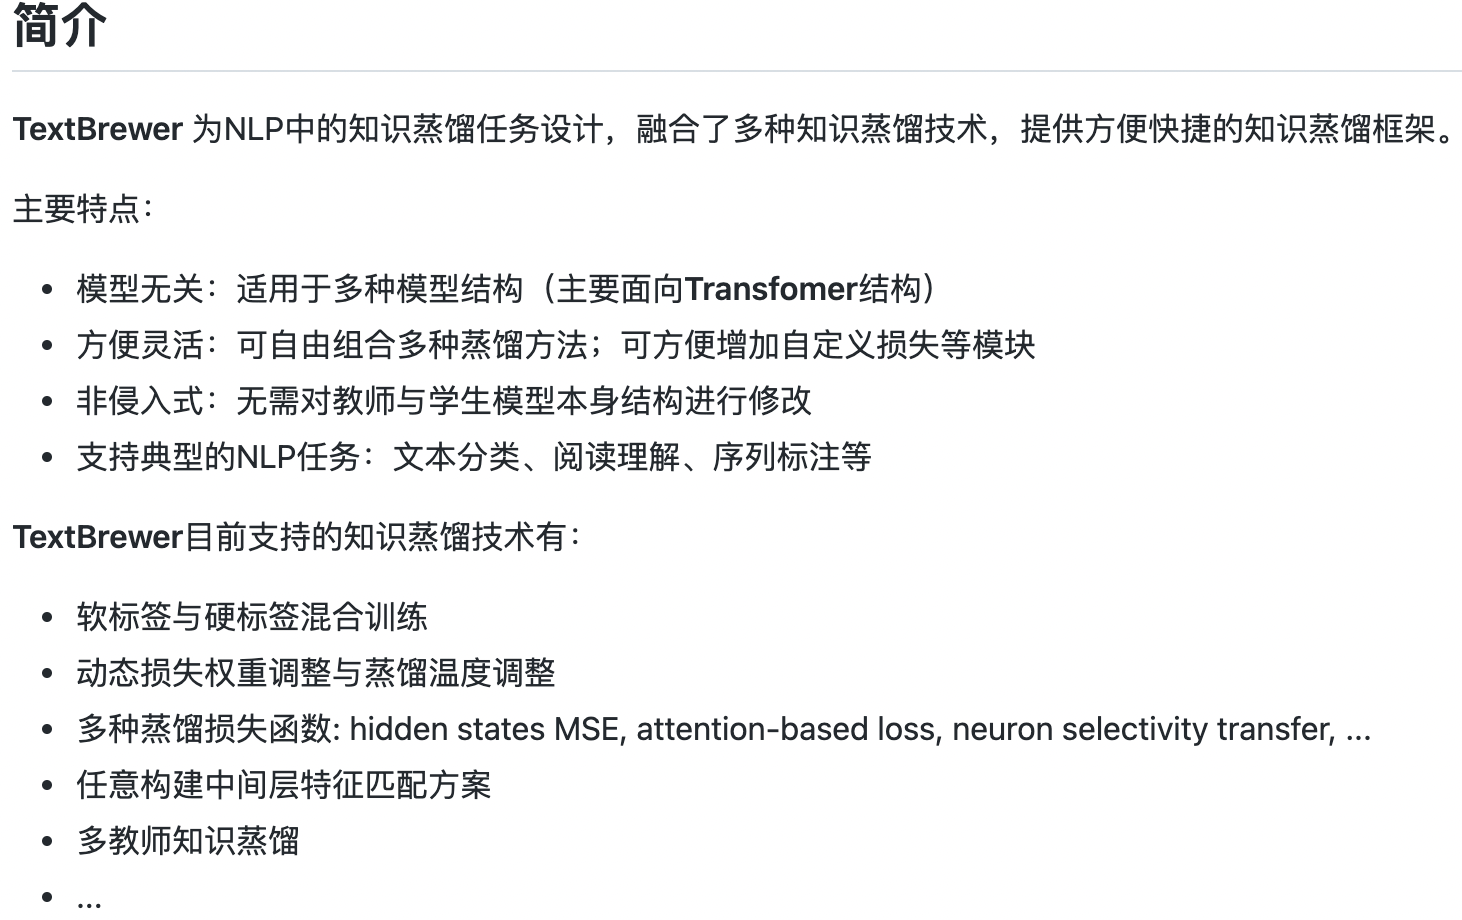 简介
TextBrewer 为NLP中的知识蒸馏任务设计，融合了多种知识蒸馏技术，提供方便快捷的知识蒸馏框架。
主要特点：
• 模型无关：适用于多种模型结构（主要面向Transfomer结构）
• 方便灵活：可自由组合多种蒸馏方法；可方便增加自定义损失等模块
• 非侵入式：无需对教师与学生模型本身结构进行修改
• 支持典型的NLP任务：文本分类、阅读理解、序列标注等
TextBrewer目前支持的知识蒸馏技术有：
• 软标签与硬标签混合训练
• 动态损失权重调整与蒸馏温度调整
• 多种蒸馏损失函数: hidden states MSE, attention-based loss, neuron selectivity transfer, ...
• 任意构建中间层特征匹配方案
• 多教师知识蒸馏
• ...